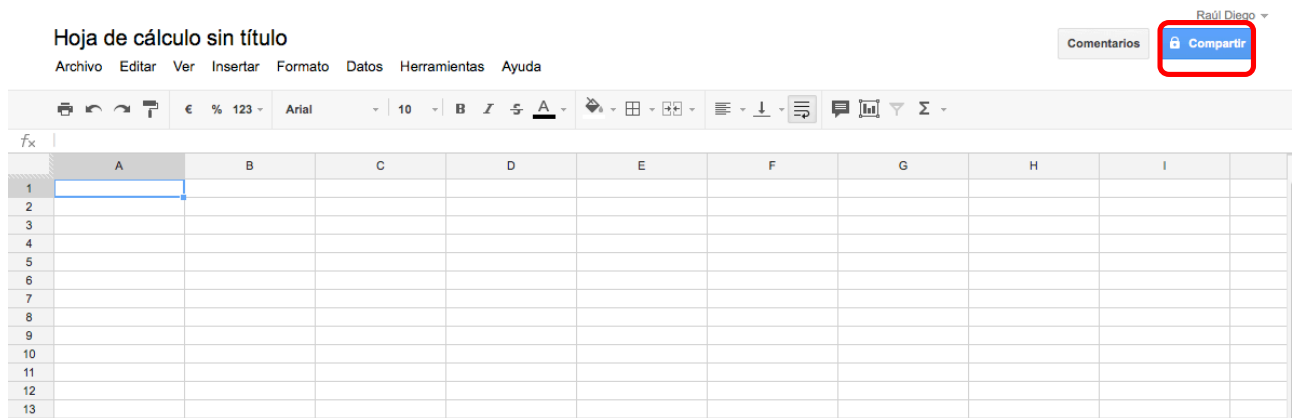 Raúl Diego
Hoja de cálculo sin título
Comentarios
Compartir
Archivo Editar Ver Insertar Formato Datos Herramientas Ayuda
€ % 123 Arial 10 B I S A Σ
fx
A B C D E F G H I
1
2
3
4
5
6
7
8
9
10
11
12
13